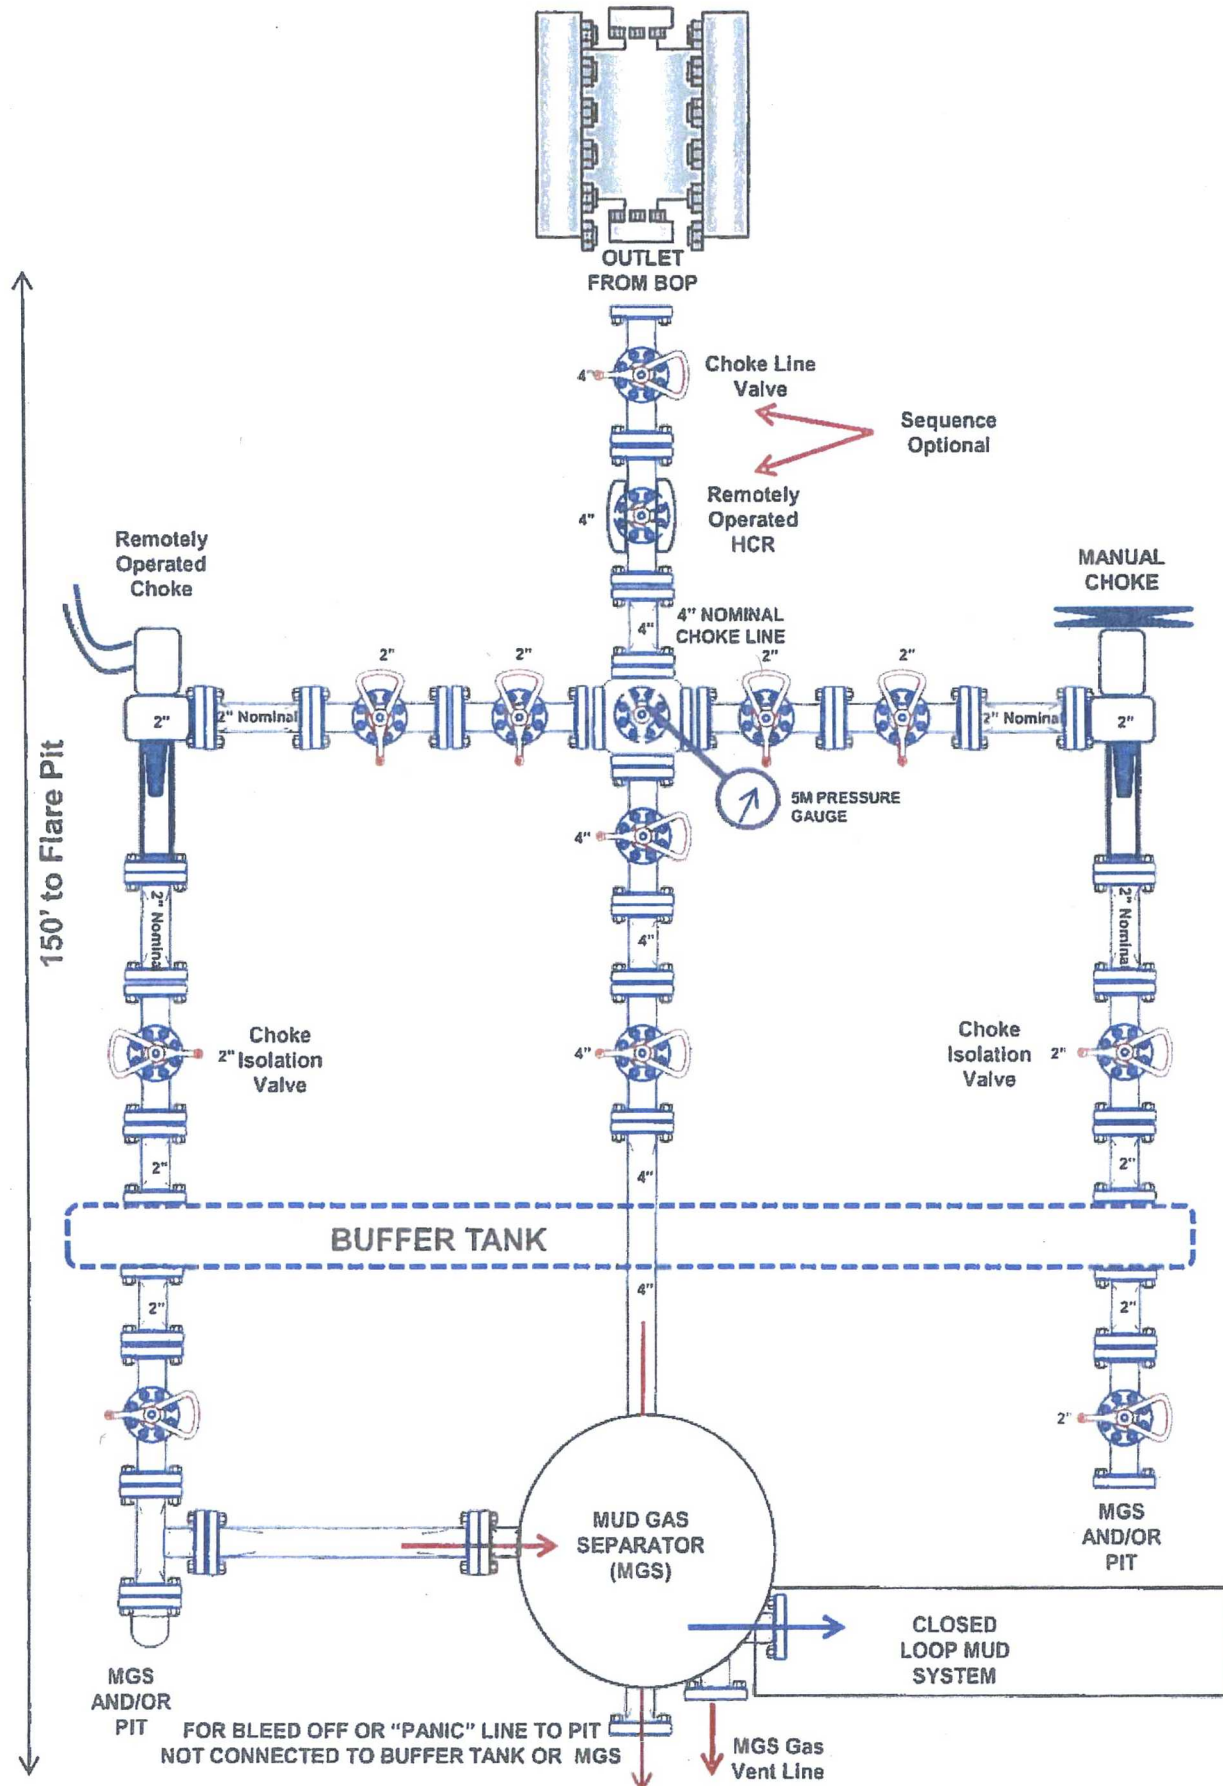 OUTLET
FROM BOP
4"
Choke Line
Valve
Sequence
Optional
4"
Remotely
Operated
HCR
Remotely
Operated
Choke
MANUAL
CHOKE
4"
4" NOMINAL
CHOKE LINE
2"
2"
2"
2"
2"
2" Nominal
2" Nominal
2"
5M PRESSURE
GAUGE
4"
150' to Flare Pit
2" Nominal
4"
2" Nominal
2"
Choke
Isolation
Valve
4"
Choke
Isolation
Valve
2"
2"
4"
2"
BUFFER TANK
2"
4"
2"
2"
MUD GAS
SEPARATOR
(MGS)
MGS
AND/OR
PIT
CLOSED
LOOP MUD
SYSTEM
MGS
AND/OR
PIT
FOR BLEED OFF OR "PANIC" LINE TO PIT
NOT CONNECTED TO BUFFER TANK OR MGS
MGS Gas
Vent Line